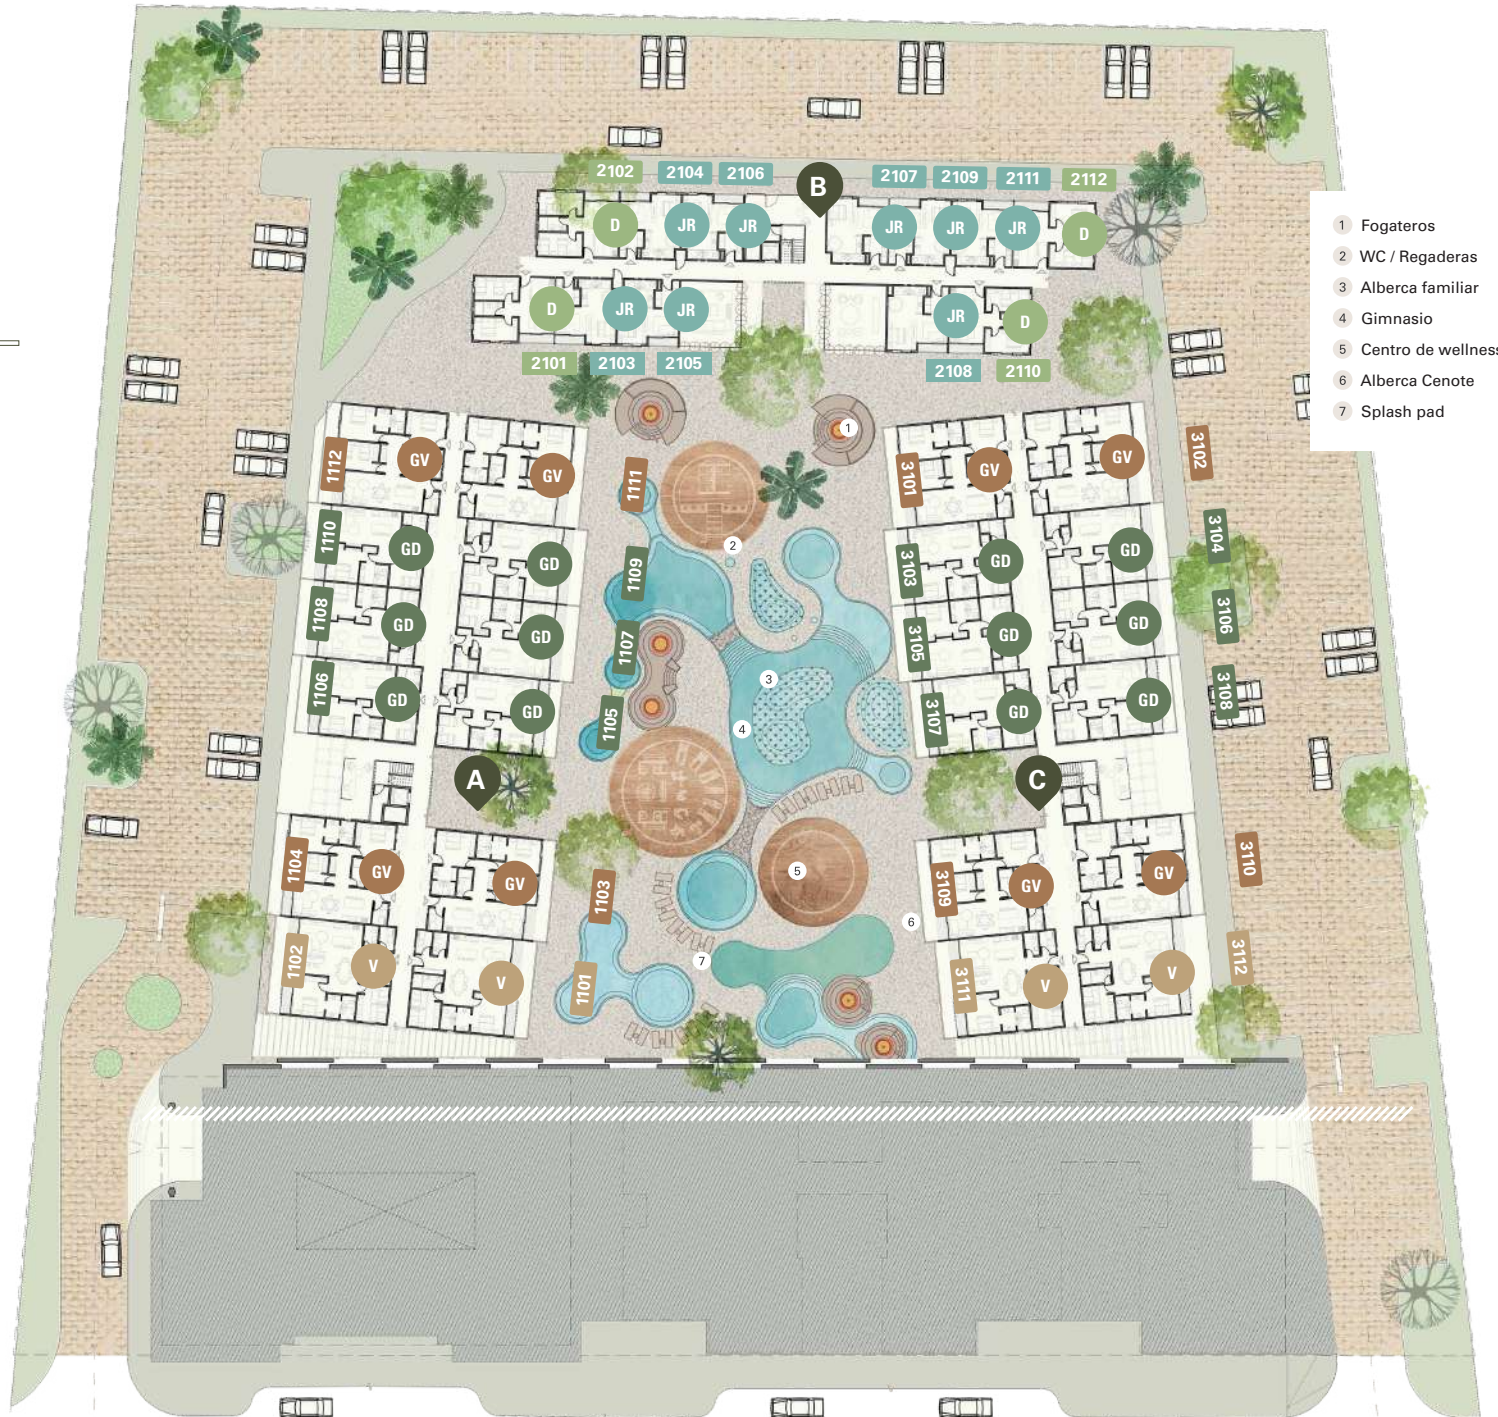 2102
2104
2106
B
2107
2109
2111
2112
D
JR
JR
JR
JR
JR
D
D
JR
JR
JR
D
2101
2103
2105
2108
2110
1 Fogateros
2 WC / Regaderas
3 Alberca familiar
4 Gimnasio
5 Centro de wellness
6 Alberca Cenote
7 Splash pad
1
1112
GV
GV
1111
3101
GV
GV
3102
2
1110
GD
GD
1109
3103
GD
GD
3104
1108
GD
GD
1107
3105
GD
GD
3106
3
1106
GD
GD
1105
4
3107
GD
GD
3108
A
C
1104
GV
GV
1103
5
3109
GV
GV
3110
6
1102
V
V
1101
7
3111
V
V
3112